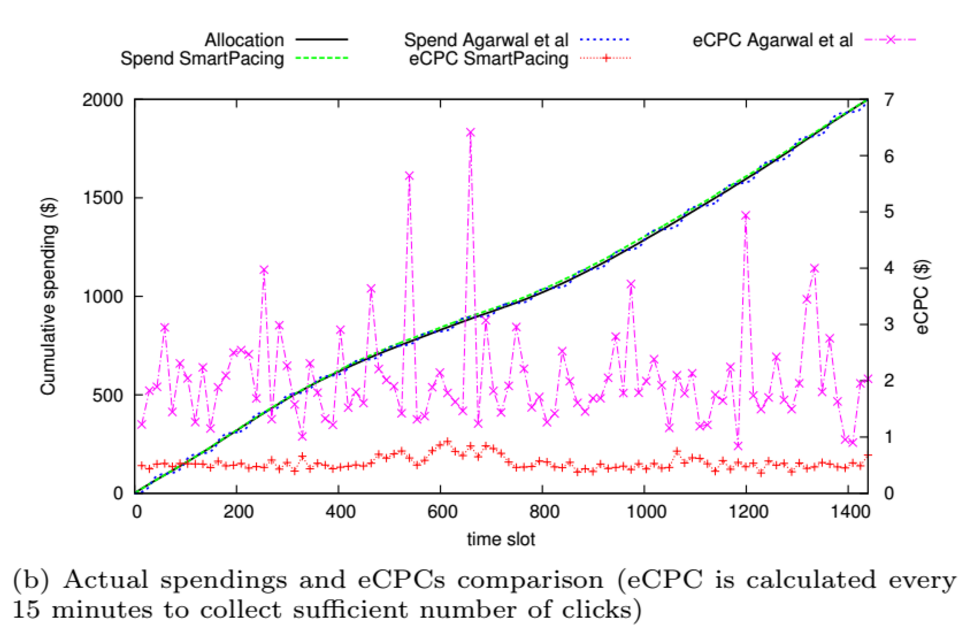 Allocation
Spend SmartPacing
Spend Agarwal et al
eCPC SmartPacing
eCPC Agarwal et al
2000
1500
1000
500
0
Cumulative spending ($)
7
6
5
4
3
2
1
0
eCPC ($)
0 200 400 600 800 1000 1200 1400
time slot
(b) Actual spendings and eCPCs comparison (eCPC is calculated every
15 minutes to collect sufficient number of clicks)